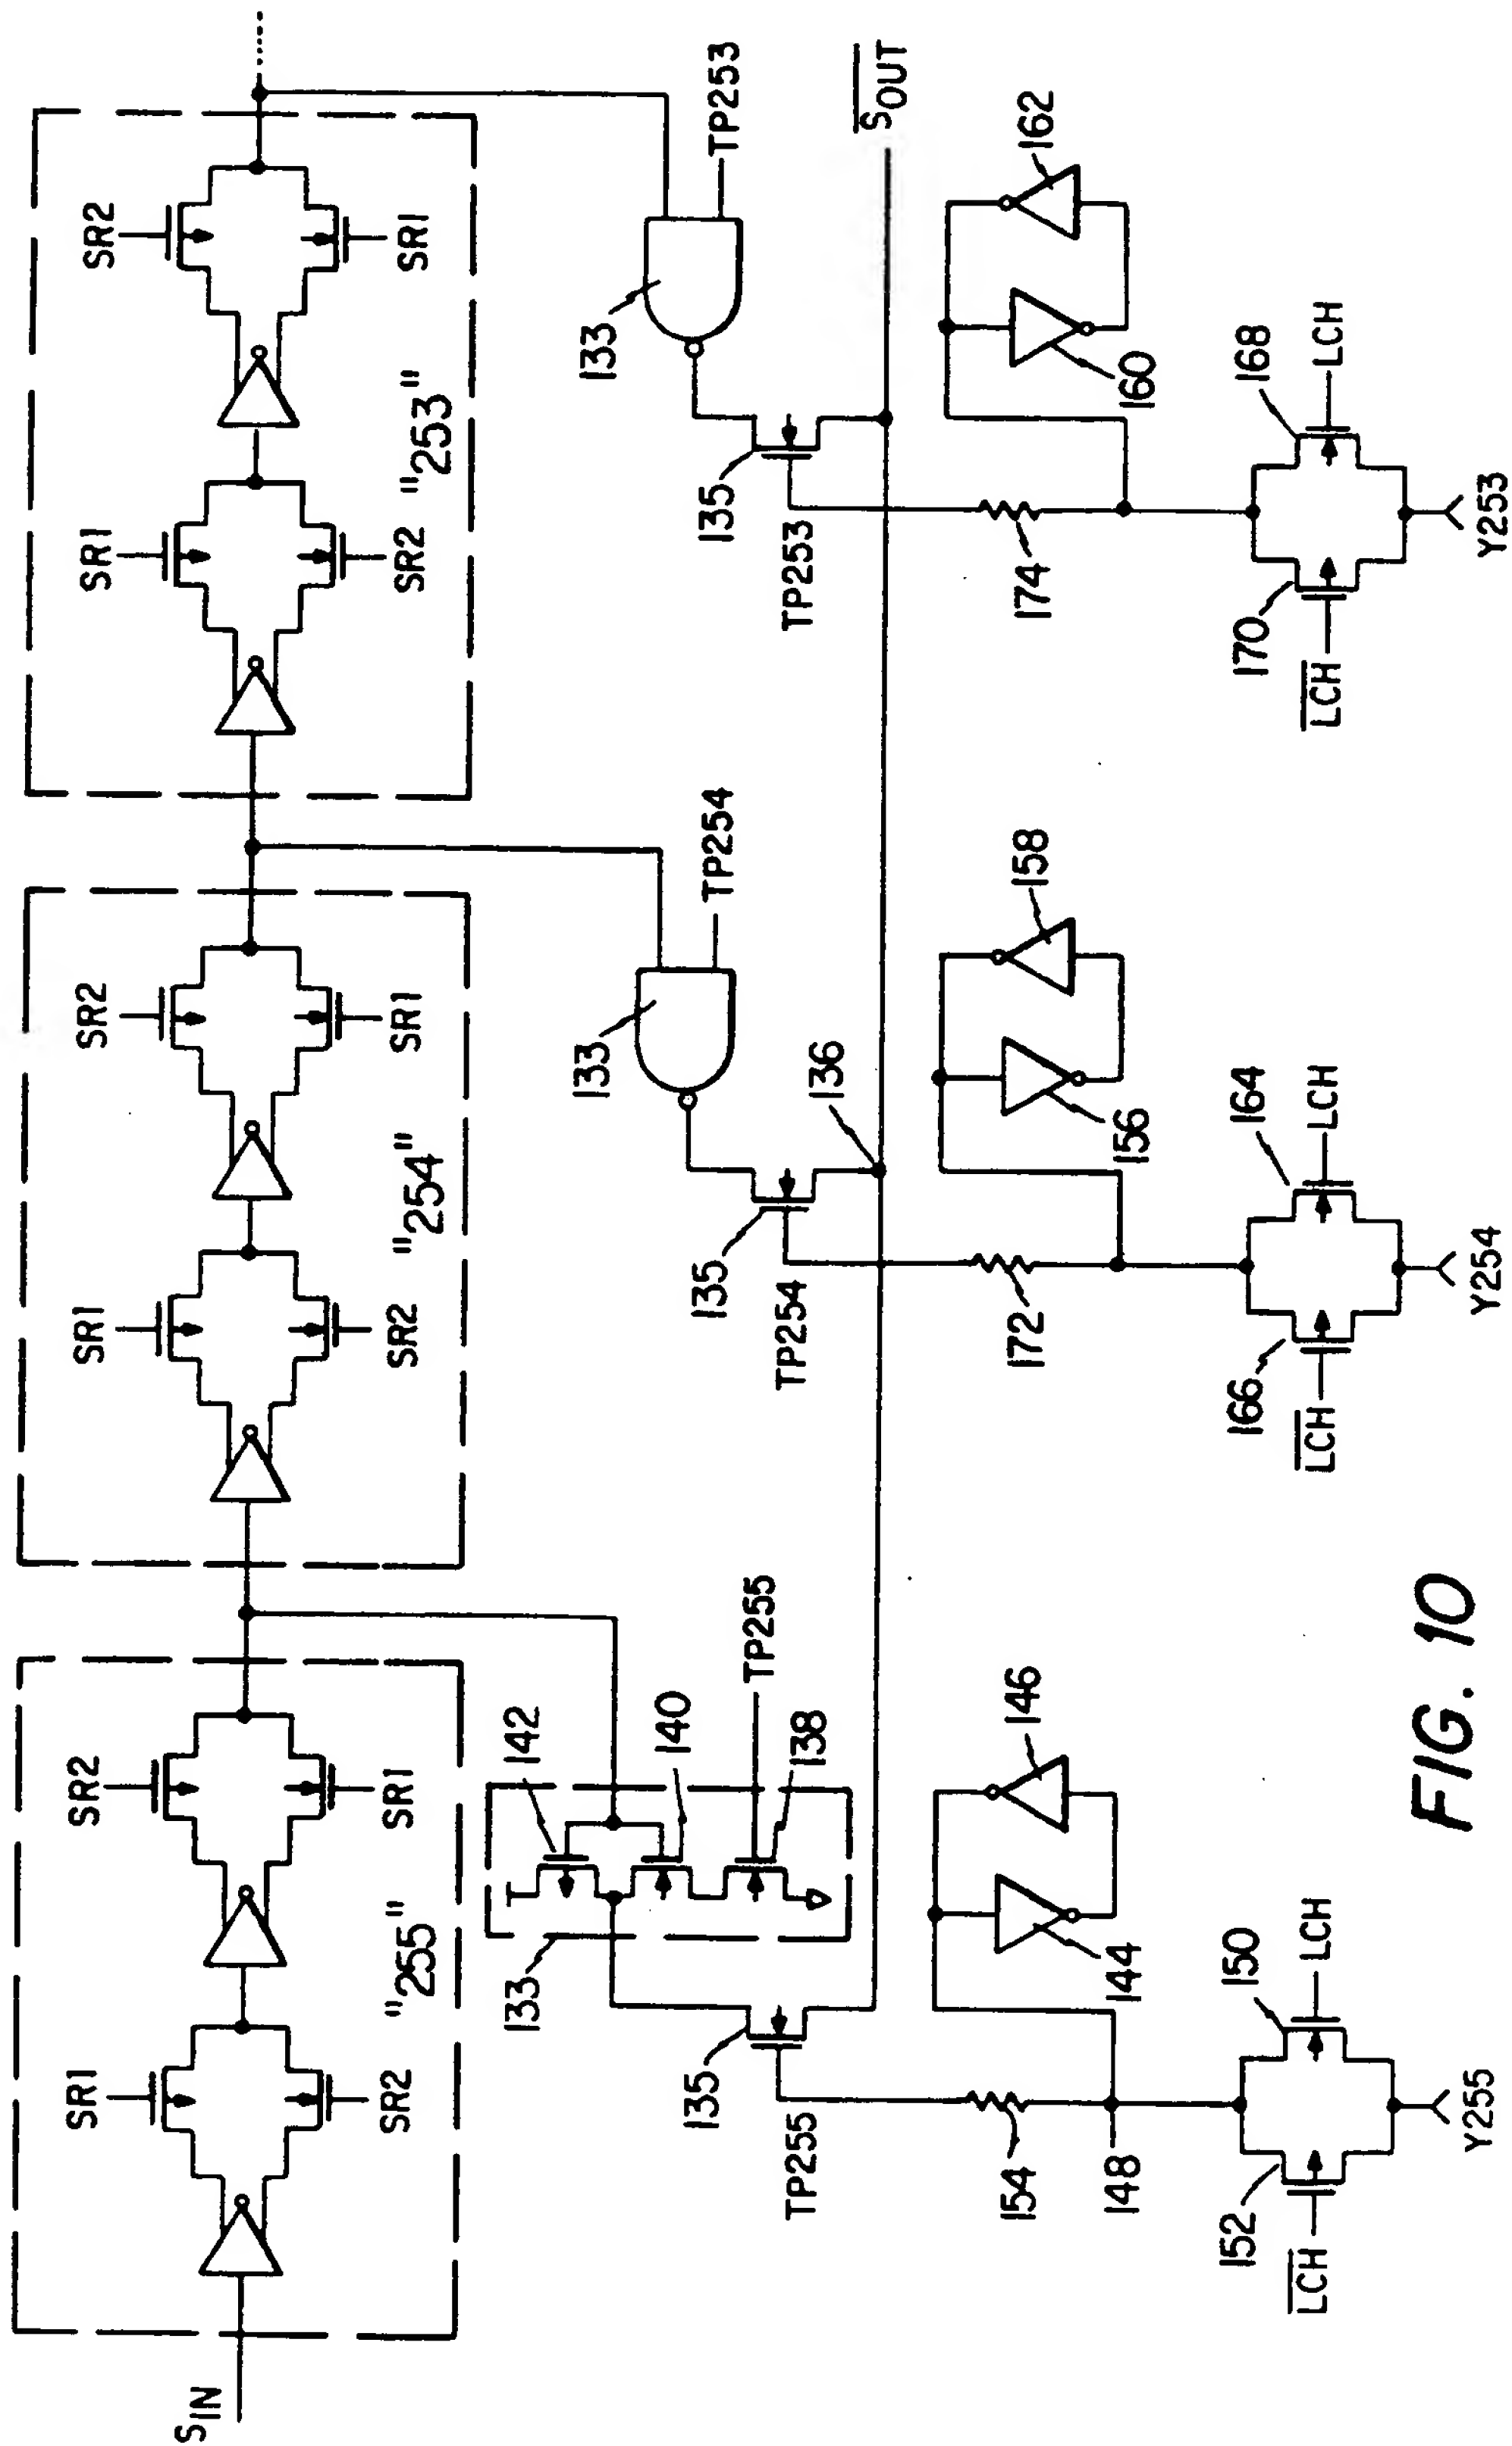 SR1
SR2
SR1
SR2
SR1
SR2
SIN
"255"
"254"
"253"
SR2
SR1
SR2
SR1
SR2
SR1
133
142
140
TP255
138
133
TP254
133
TP253
135
135
135
136
SOUT
TP255
TP254
TP253
154
148
144
146
172
156
158
174
160
162
152
150
LCH
LCH
166
164
LCH
LCH
170
168
LCH
LCH
Y255
Y254
Y253
FIG. 10